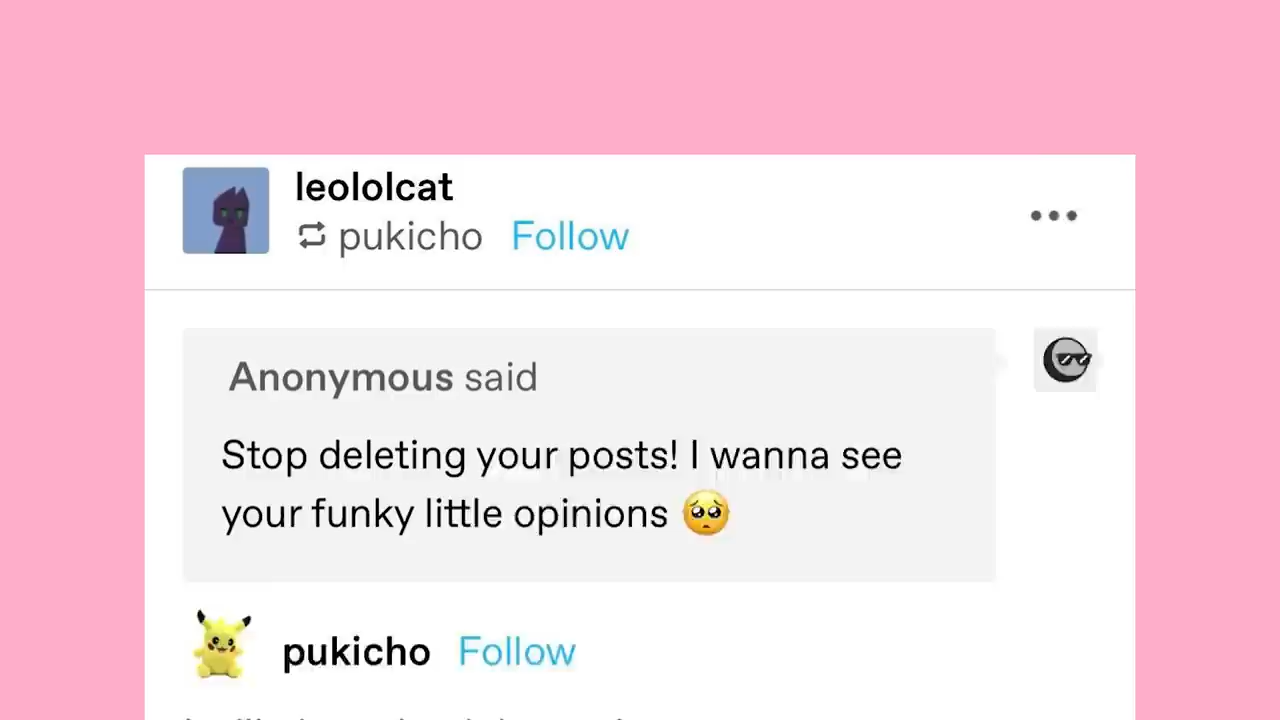 leololcat
pukicho Follow
Anonymous said
Stop deleting your posts! I wanna see
your funky little opinions 🥺
pukicho Follow